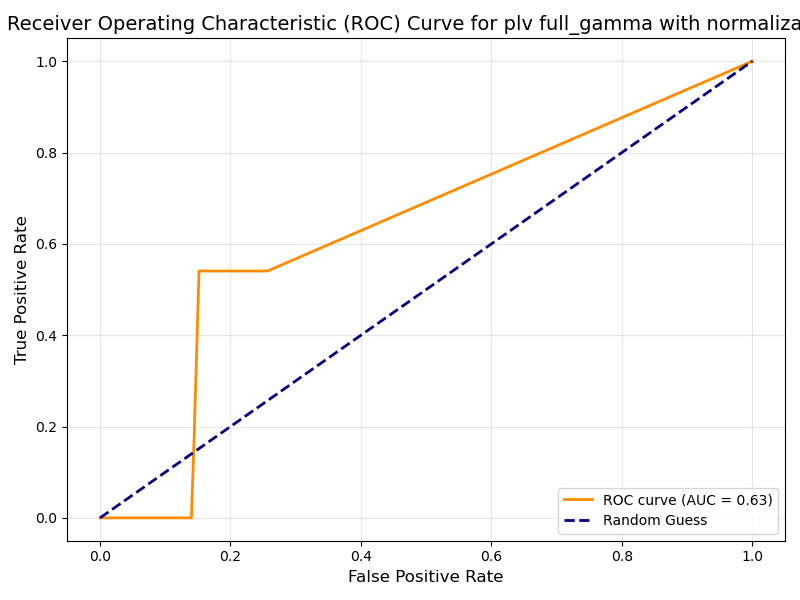 Receiver Operating Characteristic (ROC) Curve for plv full_gamma with normaliza
1.0
0.8
0.6
0.4
0.2
0.0
True Positive Rate
0.0 0.2 0.4 0.6 0.8 1.0
False Positive Rate
ROC curve (AUC = 0.63)
Random Guess